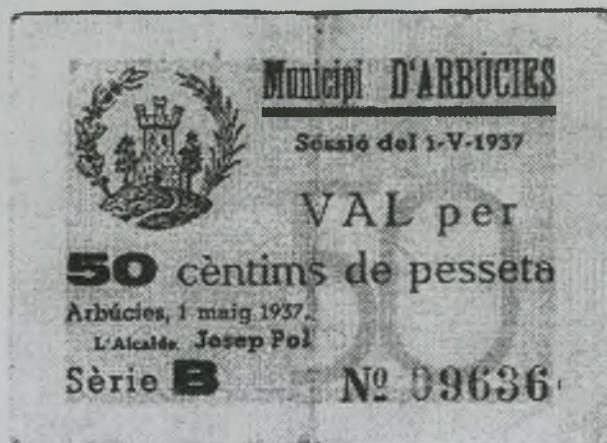 Municipi D'ARBÚCIES
Sessió del 1-V-1937
VAL per
50 cèntims de pesseta
Arbúcies, 1 maig 1937.
L'Alcalde. Josep Pol
Sèrie B Nº 09636
50